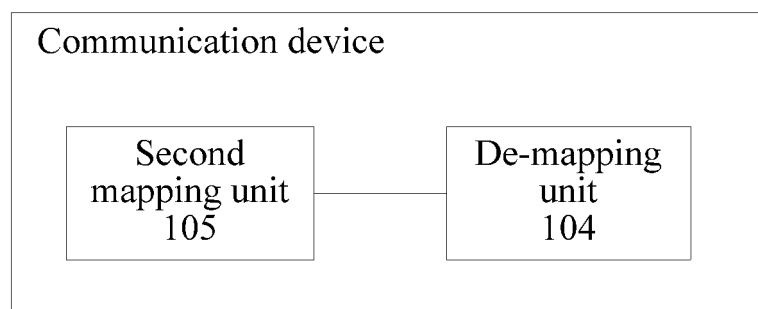 Communication device
Second
mapping unit
105
De-mapping
unit
104